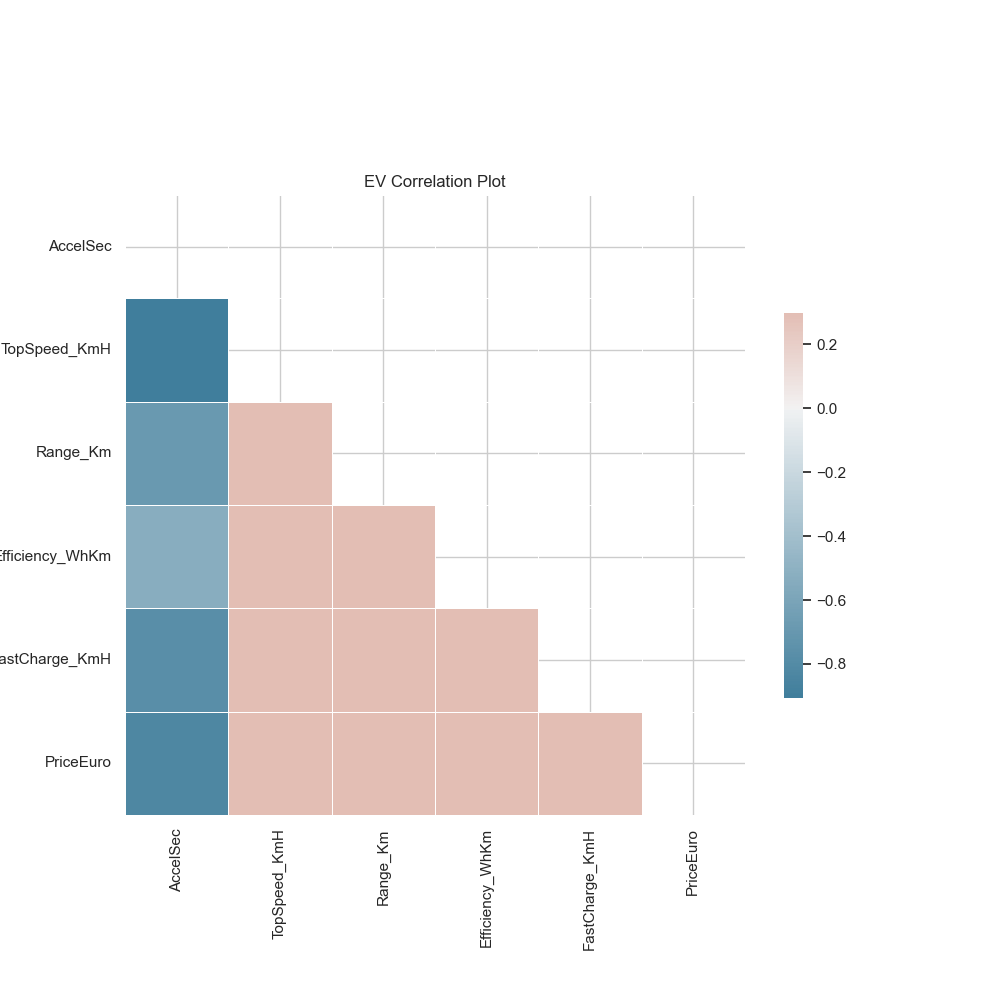 EV Correlation Plot
AccelSec
TopSpeed_KmH
Range_Km
Efficiency_WhKm
astCharge_KmH
PriceEuro
0.2
0.0
−0.2
−0.4
−0.6
−0.8
AccelSec
TopSpeed_KmH
Range_Km
Efficiency_WhKm
FastCharge_KmH
PriceEuro